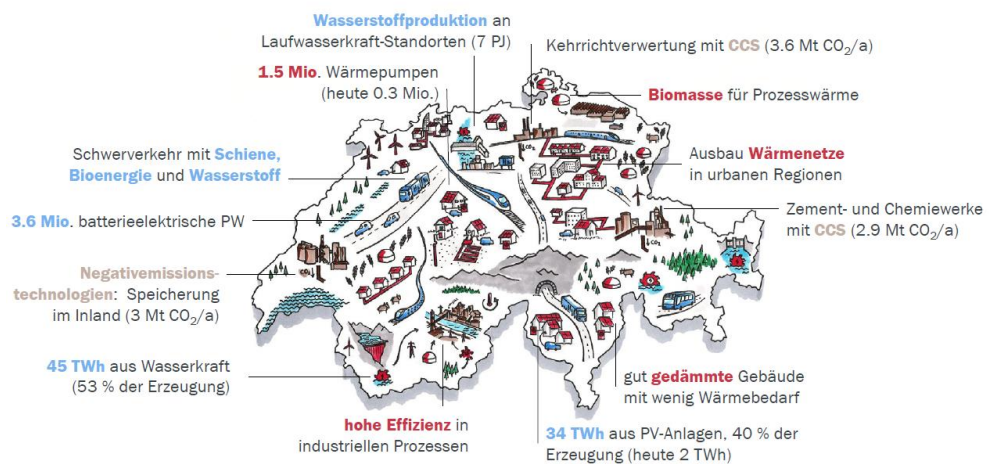 Wasserstoffproduktion an
Laufwasserkraft-Standorten (7 PJ)
Kehrrichtverwertung mit CCS (3.6 Mt CO₂/a)
1.5 Mio. Wärmepumpen
(heute 0.3 Mio.)
Biomasse für Prozesswärme
Schwerverkehr mit Schiene,
Bioenergie und Wasserstoff
Ausbau Wärmenetze
in urbanen Regionen
3.6 Mio. batterieelektrische PW
Zement- und Chemiewerke
mit CCS (2.9 Mt CO₂/a)
Negativemissions-
technologien: Speicherung
im Inland (3 Mt CO₂/a)
45 TWh aus Wasserkraft
(53 % der Erzeugung)
gut gedämmte Gebäude
mit wenig Wärmebedarf
hohe Effizienz in
industriellen Prozessen
34 TWh aus PV-Anlagen, 40 % der
Erzeugung (heute 2 TWh)